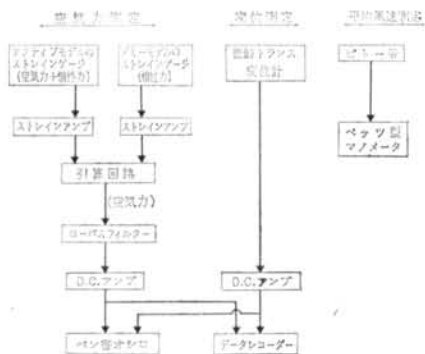 空気力測定
アクティブモデルの
ストレインゲージ
(空気力+慣性力)
ダミーモデルの
ストレインゲージ
(慣性力)
ストレインアンプ
ストレインアンプ
引算回路
(空気力)
ローパスフィルター
D.C.アンプ
変位測定
差動トランス
変位計
D.C.アンプ
ペン書オシロ
データレコーダー
平均風速測定
ピトー管
ベッツ型
マノメータ